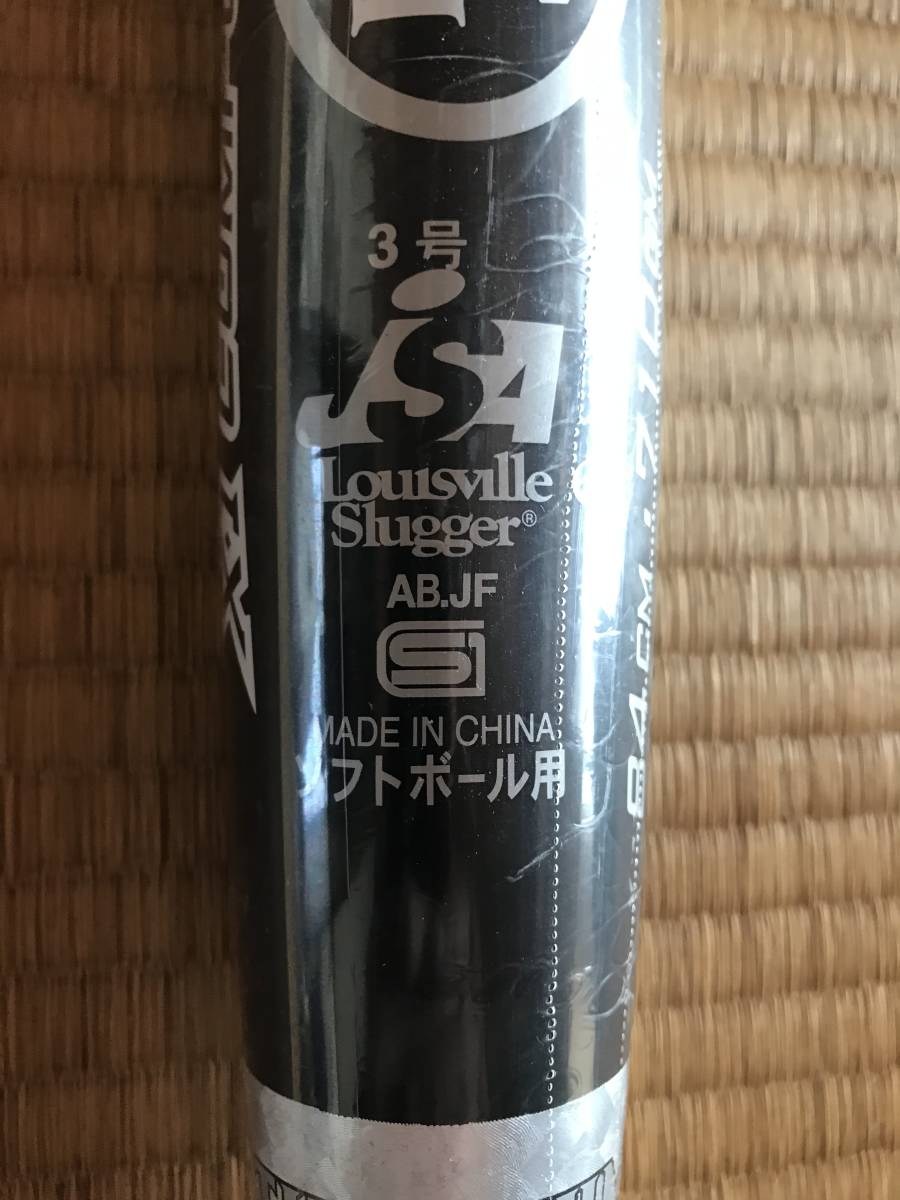 3号
JSA
Louisville
Slugger®
AB.JF
MADE IN CHINA
ソフトボール用